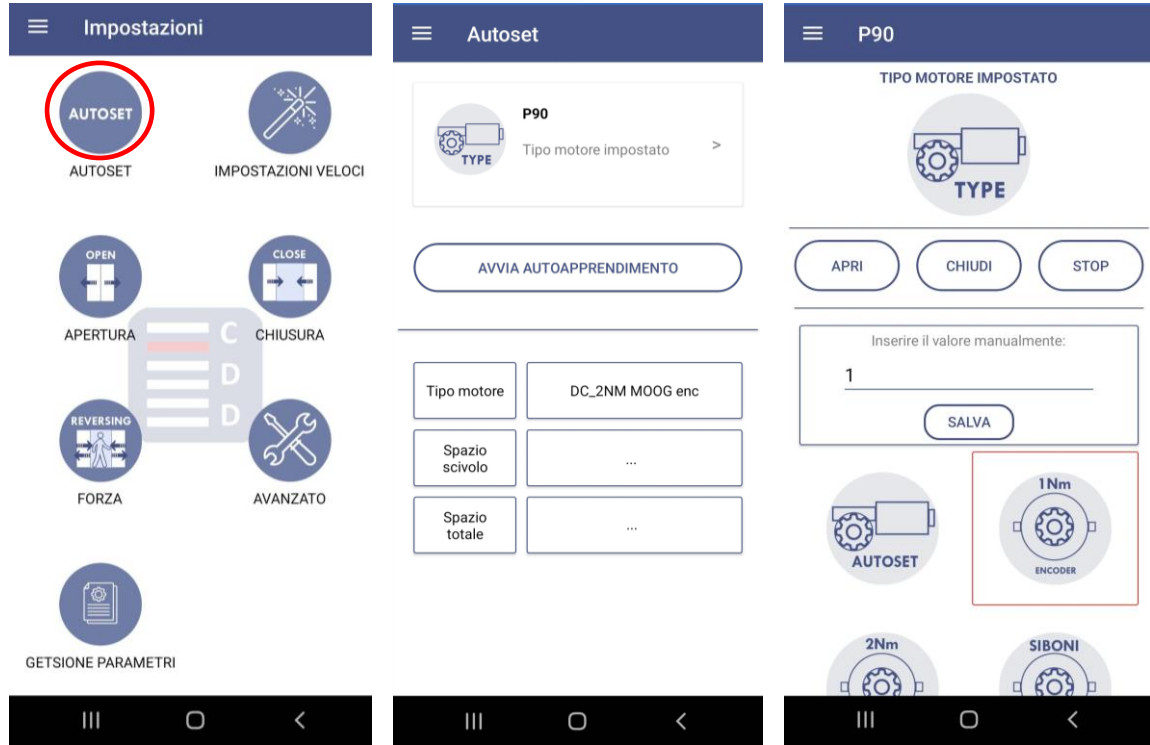 Impostazioni
AUTOSET
AUTOSET
IMPOSTAZIONI VELOCI
OPEN
CLOSE
APERTURA
CHIUSURA
C
D
D
REVERSING
FORZA
AVANZATO
GETSIONE PARAMETRI
Autoset
TYPE
P90
Tipo motore impostato >
AVVIA AUTOAPPRENDIMENTO
Tipo motore
DC_2NM MOOG enc
Spazio
scivolo
...
Spazio
totale
...
P90
TIPO MOTORE IMPOSTATO
TYPE
APRI
CHIUDI
STOP
Inserire il valore manualmente:
1
SALVA
AUTOSET
1Nm
ENCODER
2Nm
SIBONI